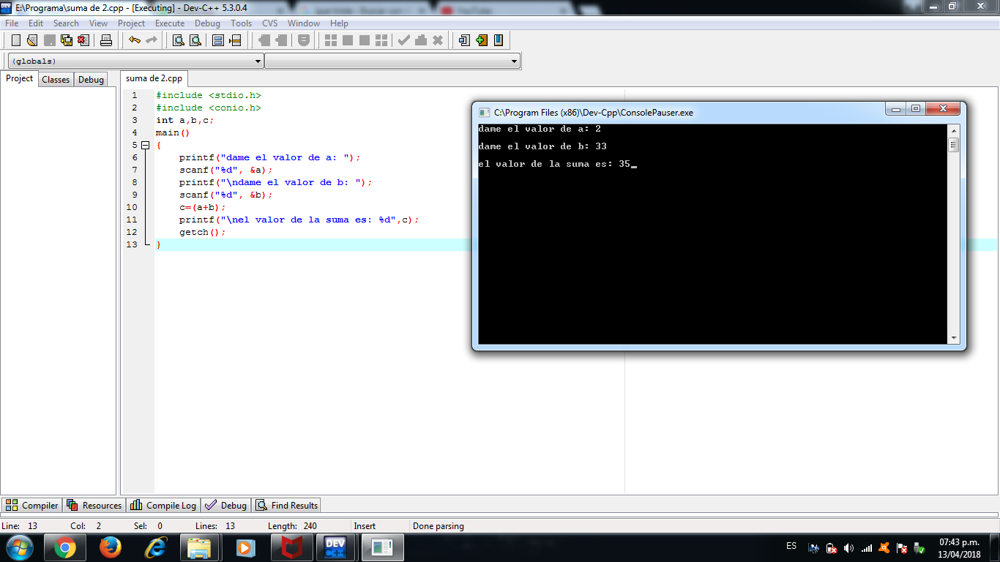 E:\Programa\suma de 2.cpp - [Executing] - Dev-C++ 5.3.0.4
File Edit Search View Project Execute Debug Tools CVS Window Help
(globals)
Project Classes Debug
suma de 2.cpp
1 #include <stdio.h>
2 #include <conio.h>
3 int a,b,c;
4 main()
5 {
6 printf("dame el valor de a: ");
7 scanf("%d", &a);
8 printf("\ndame el valor de b: ");
9 scanf("%d", &b);
10 c=(a+b);
11 printf("\nel valor de la suma es: %d",c);
12 getch();
13 }
C:\Program Files (x86)\Dev-Cpp\ConsolePauser.exe
dame el valor de a: 2
dame el valor de b: 33
el valor de la suma es: 35_
Compiler Resources Compile Log Debug Find Results
Line: 13 Col: 2 Sel: 0 Lines: 13 Length: 240 Insert Done parsing
DEV C++
ES
07:43 p.m.
13/04/2018